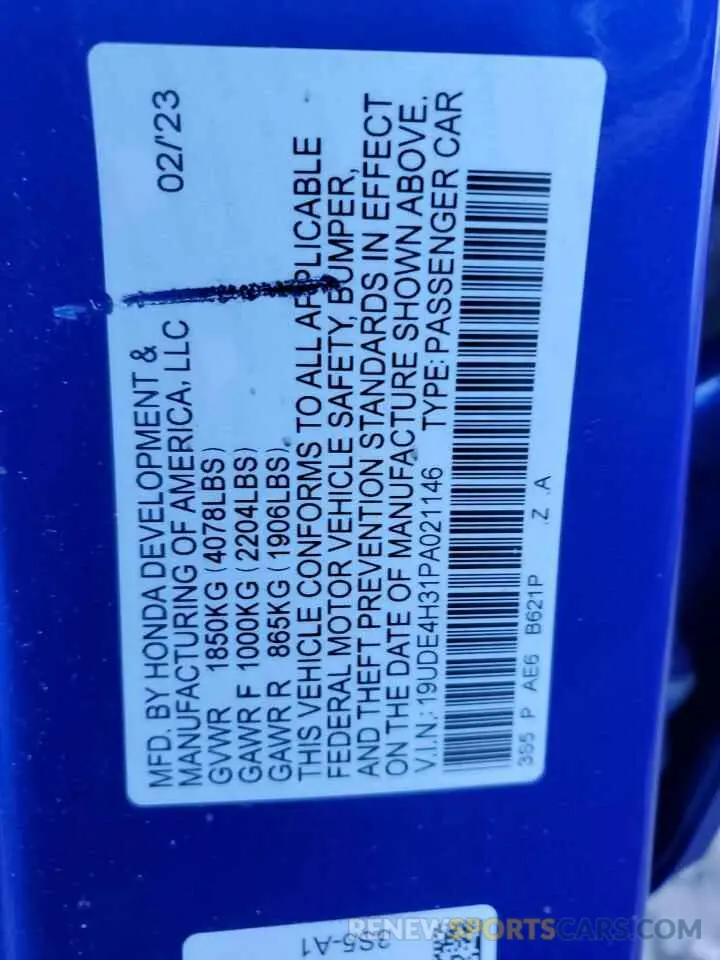 MFD. BY HONDA DEVELOPMENT & 02/'23
MANUFACTURING OF AMERICA, LLC
GVWR 1850KG (4078LBS)
GAWR F 1000KG (2204LBS)
GAWR R 865KG (1906LBS)
THIS VEHICLE CONFORMS TO ALL APPLICABLE
FEDERAL MOTOR VEHICLE SAFETY, BUMPER,
AND THEFT PREVENTION STANDARDS IN EFFECT
ON THE DATE OF MANUFACTURE SHOWN ABOVE.
V.I.N.: 19UDE4H31PA021146 TYPE: PASSENGER CAR
3S5 P AE6 B621P Z .A
3S5-A1
RENEWSPORTSCARS.COM